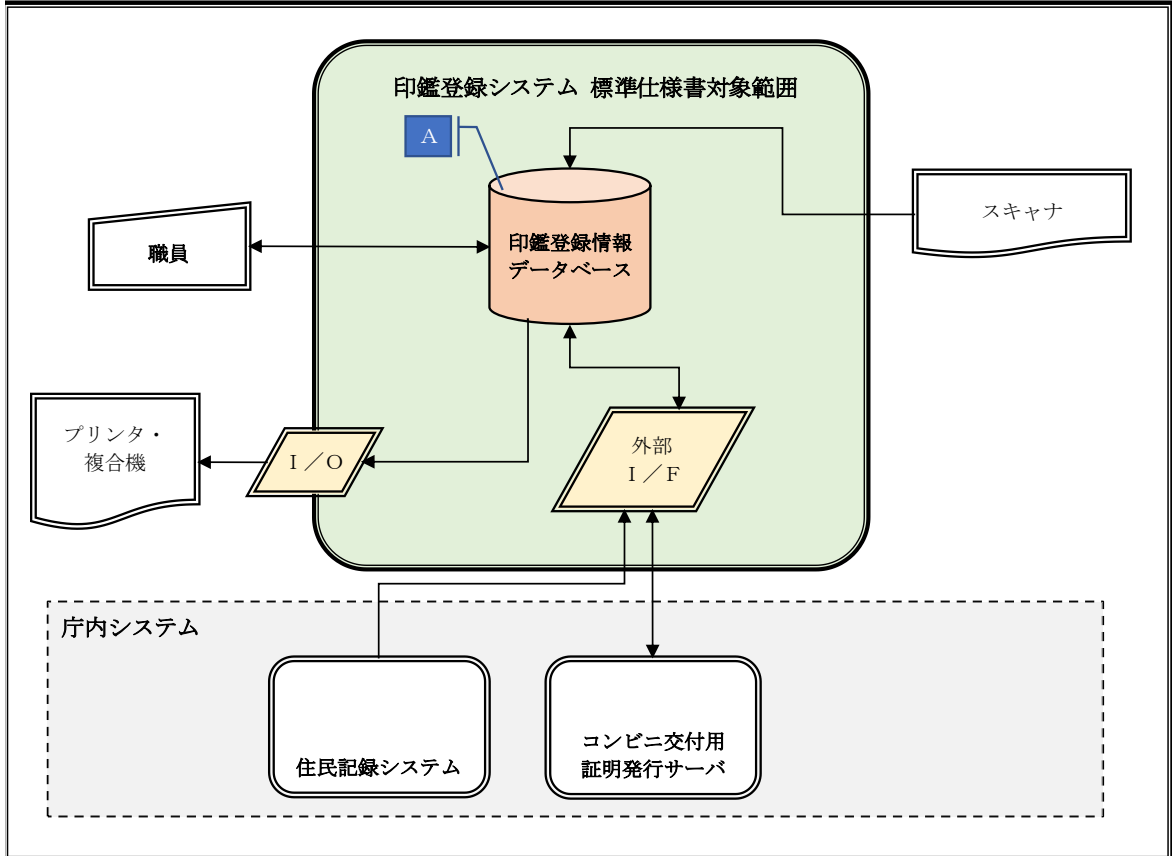 印鑑登録システム 標準仕様書対象範囲
A
印鑑登録情報
データベース
スキャナ
職員
プリンタ・
複合機
Ｉ／O
外部
Ｉ／F
庁内システム
住民記録システム
コンビニ交付用
証明発行サーバ